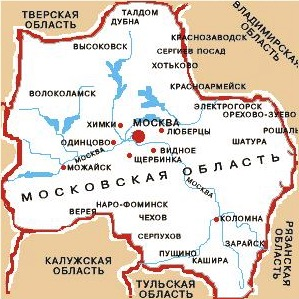 ТВЕРСКАЯ
ОБЛАСТЬ
ТАЛДОМ
ДУБНА
ВЛАДИМИРСКАЯ
ОБЛАСТЬ
ВЫСОКОВСК
КРАСНОЗАВОДСК
СЕРГИЕВ ПОСАД
ХОТЬКОВО
КРАСНОАРМЕЙСК
ВОЛОКОЛАМСК
ЭЛЕКТРОГОРСК
ОРЕХОВО-ЗУЕВО
ХИМКИ
МОСКВА
ЛЮБЕРЦЫ
РОШАЛЬ
ОДИНЦОВО
ВИДНОЕ
ШАТУРА
МОСКВА
ЩЕРБИНКА
МОЖАЙСК
МОСКОВСКАЯ ОБЛАСТЬ
МОСКВА
НАРО-ФОМИНСК
ВЕРЕЯ
ЧЕХОВ
КОЛОМНА
РЯЗАНСКАЯ
ОБЛАСТЬ
СЕРПУХОВ
ЗАРАЙСК
ПУЩИНО
КАШИРА
КАЛУЖСКАЯ
ОБЛАСТЬ
ТУЛЬСКАЯ
ОБЛАСТЬ